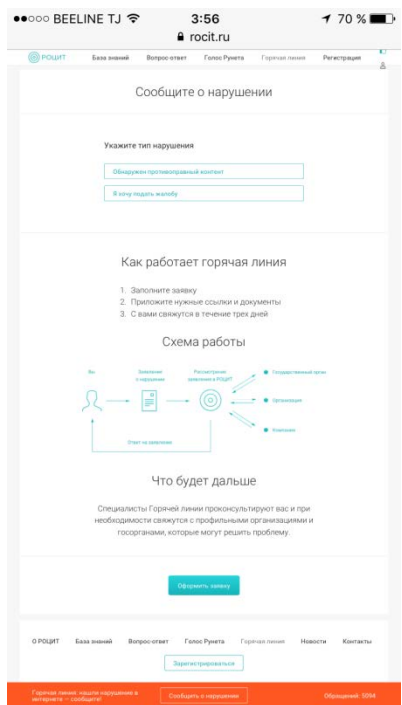 BEELINE TJ 3:56 70 %
rocit.ru
РОЦИТ База знаний Вопрос-ответ Голос Рунета Горячая линия Регистрация
Сообщите о нарушении
Укажите тип нарушения
Обнаружен противоправный контент
Я хочу подать жалобу
Как работает горячая линия
1. Заполните заявку
2. Приложите нужные ссылки и документы
3. С вами свяжутся в течение трех дней
Схема работы
Вы
Заявление
о нарушении
Рассмотрение
заявления в РОЦИТ
Государственный орган
Организация
Компания
Ответ на заявление
Что будет дальше
Специалисты Горячей линии проконсультируют вас и при
необходимости свяжутся с профильными организациями и
госорганами, которые могут решить проблему.
Оформить заявку
О РОЦИТ База знаний Вопрос-ответ Голос Рунета Горячая линия Новости Контакты
Зарегистрироваться
Горячая линия: нашли нарушение в
интернете — сообщите!
Сообщить о нарушении
Обращений: 5094